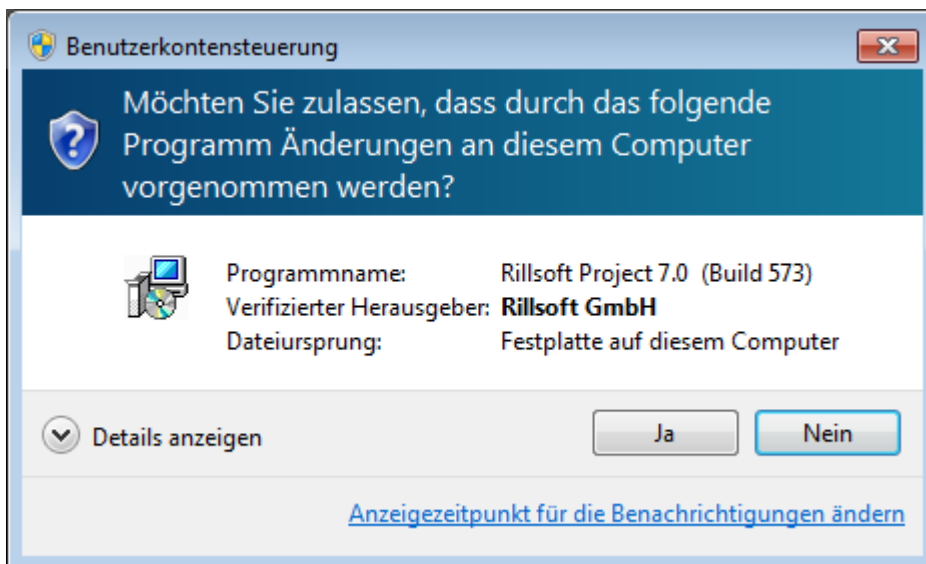 Benutzerkontensteuerung
Möchten Sie zulassen, dass durch das folgende
Programm Änderungen an diesem Computer
vorgenommen werden?
Programmname: Rillsoft Project 7.0 (Build 573)
Verifizierter Herausgeber: Rillsoft GmbH
Dateiursprung: Festplatte auf diesem Computer
Details anzeigen Ja Nein
Anzeigezeitpunkt für die Benachrichtigungen ändern